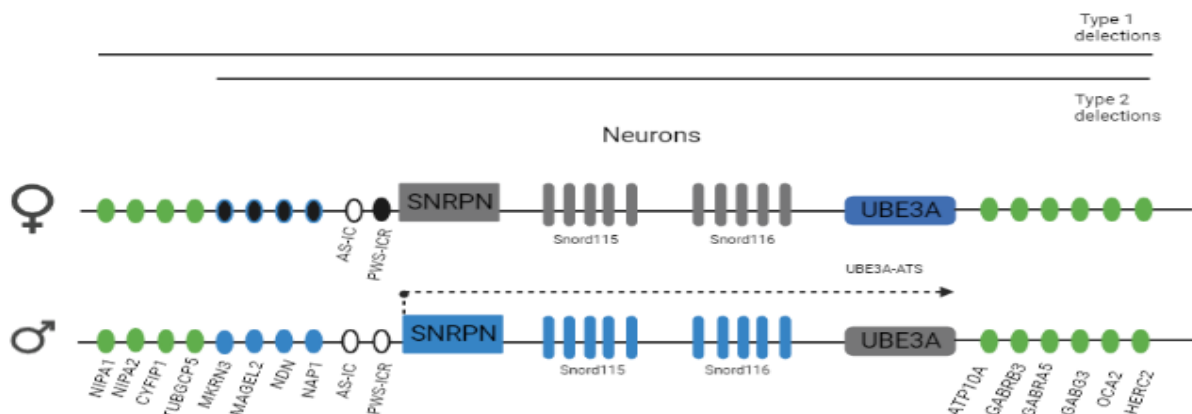 Type 1
delections
Type 2
delections
Neurons
SNRPN
UBE3A
AS-IC
PWS-ICR
Snord115
Snord116
UBE3A-ATS
SNRPN
UBE3A
Snord115
Snord116
NIPA1
NIPA2
CYFIP1
TUBGCP5
MKRN3
MAGEL2
NDN
NAP1
AS-IC
PWS-ICR
ATP10A
GABRB3
GABRA5
GABG3
OCA2
HERC2